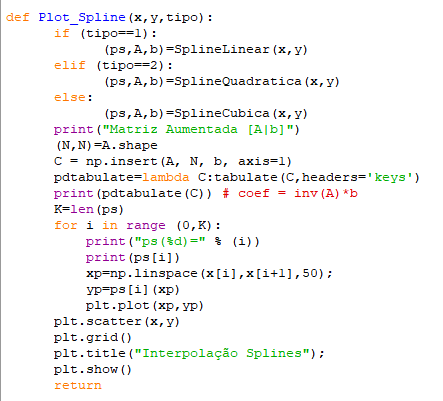 def Plot_Spline(x,y,tipo):
      if (tipo==1):
            (ps,A,b)=SplineLinear(x,y)
      elif (tipo==2):
            (ps,A,b)=SplineQuadratica(x,y)
      else:
            (ps,A,b)=SplineCubica(x,y)
      print("Matriz Aumentada [A|b]")
      (N,N)=A.shape
      C = np.insert(A, N, b, axis=1)
      pdtabulate=lambda C:tabulate(C,headers='keys')
      print(pdtabulate(C)) # coef = inv(A)*b
      K=len(ps)
      for i in range (0,K):
          print("ps(%d)=" % (i))
          print(ps[i])
          xp=np.linspace(x[i],x[i+1],50);
          yp=ps[i](xp)
          plt.plot(xp,yp)
      plt.scatter(x,y)
      plt.grid()
      plt.title("Interpolação Splines");
      plt.show()
      return